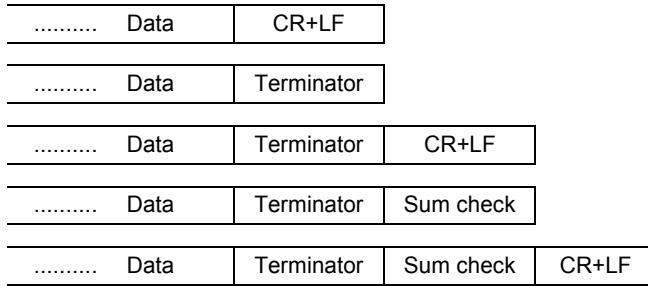 .......... Data CR+LF
.......... Data Terminator
.......... Data Terminator CR+LF
.......... Data Terminator Sum check
.......... Data Terminator Sum check CR+LF